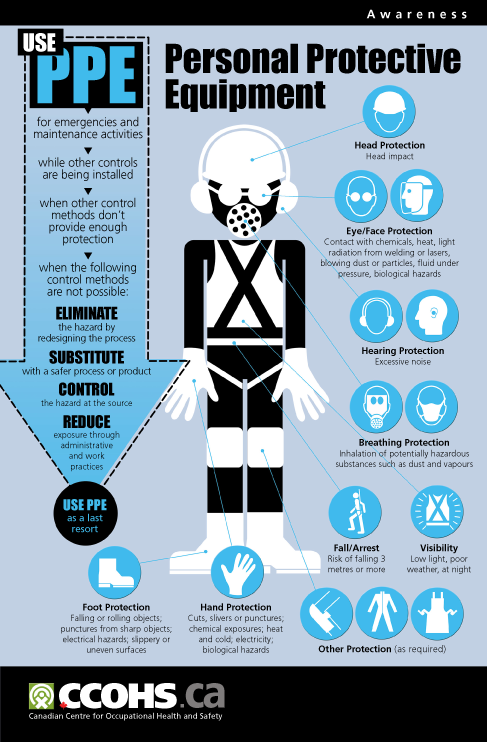 Awareness
USE
PPE
for emergencies and
maintenance activities
while other controls
are being installed
when other control
methods don't
provide enough
protection
when the following
control methods
are not possible:
ELIMINATE
the hazard by
redesigning the process
SUBSTITUTE
with a safer process or product
CONTROL
the hazard at the source
REDUCE
exposure through
administrative
and work
practices
USE PPE
as a last
resort
Personal Protective
Equipment
Head Protection
Head impact
Eye/Face Protection
Contact with chemicals, heat, light
radiation from welding or lasers,
blowing dust or particles, fluid under
pressure, biological hazards
Hearing Protection
Excessive noise
Breathing Protection
Inhalation of potentially hazardous
substances such as dust and vapours
Fall/Arrest
Risk of falling 3
metres or more
Visibility
Low light, poor
weather, at night
Foot Protection
Falling or rolling objects;
punctures from sharp objects;
electrical hazards; slippery or
uneven surfaces
Hand Protection
Cuts, slivers or punctures;
chemical exposures; heat
and cold; electricity;
biological hazards
Other Protection (as required)
CCOHS.ca
Canadian Centre for Occupational Health and Safety